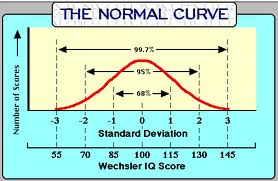 THE NORMAL CURVE
Number of Scores
99.7%
95%
68%
-3 -2 -1 0 1 2 3
Standard Deviation
55 70 85 100 115 130 145
Wechsler IQ Score